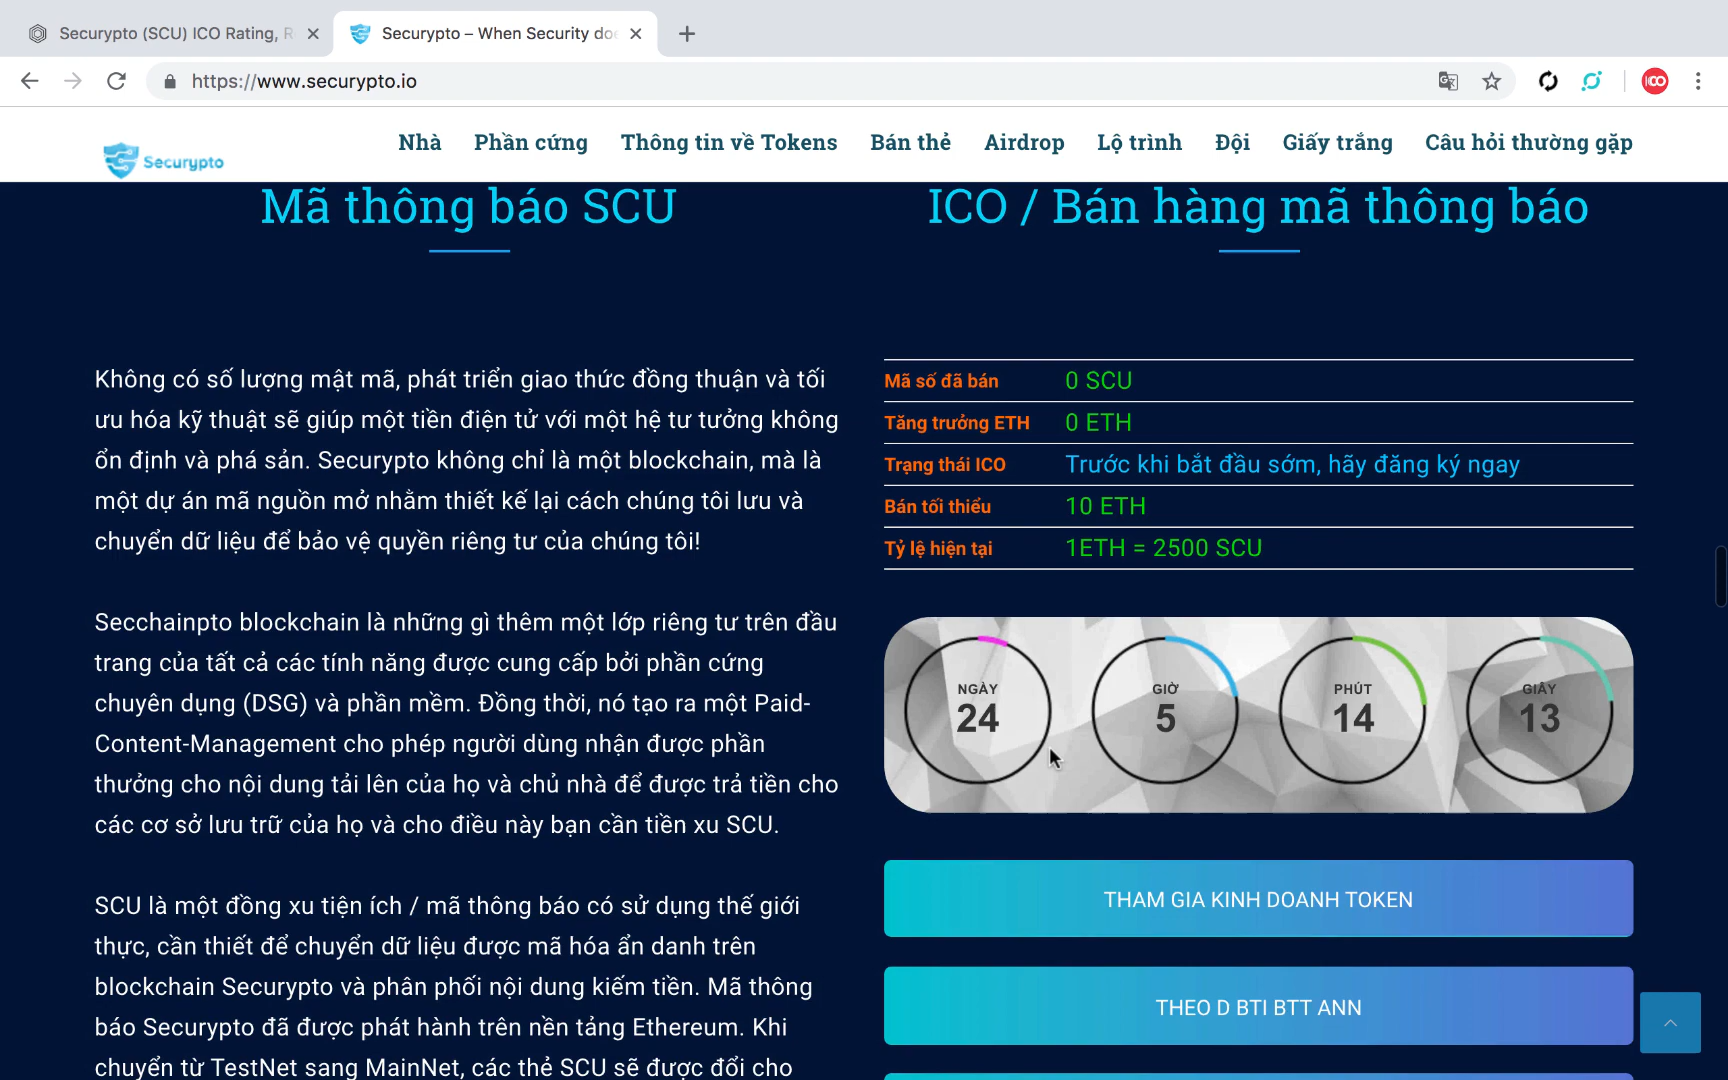 Securypto (SCU) ICO Rating, R
Securypto – When Security doe
https://www.securypto.io
Securypto
Nhà
Phần cứng
Thông tin về Tokens
Bán thẻ
Airdrop
Lộ trình
Đội
Giấy trắng
Câu hỏi thường gặp
Mã thông báo SCU
Không có số lượng mật mã, phát triển giao thức đồng thuận và tối
ưu hóa kỹ thuật sẽ giúp một tiền điện tử với một hệ tư tưởng không
ổn định và phá sản. Securypto không chỉ là một blockchain, mà là
một dự án mã nguồn mở nhằm thiết kế lại cách chúng tôi lưu và
chuyển dữ liệu để bảo vệ quyền riêng tư của chúng tôi!
Secchainpto blockchain là những gì thêm một lớp riêng tư trên đầu
trang của tất cả các tính năng được cung cấp bởi phần cứng
chuyên dụng (DSG) và phần mềm. Đồng thời, nó tạo ra một Paid-
Content-Management cho phép người dùng nhận được phần
thưởng cho nội dung tải lên của họ và chủ nhà để được trả tiền cho
các cơ sở lưu trữ của họ và cho điều này bạn cần tiền xu SCU.
SCU là một đồng xu tiện ích / mã thông báo có sử dụng thế giới
thực, cần thiết để chuyển dữ liệu được mã hóa ẩn danh trên
blockchain Securypto và phân phối nội dung kiếm tiền. Mã thông
báo Securypto đã được phát hành trên nền tảng Ethereum. Khi
chuyển từ TestNet sang MainNet, các thẻ SCU sẽ được đổi cho
ICO / Bán hàng mã thông báo
Mã số đã bán 0 SCU
Tăng trưởng ETH 0 ETH
Trạng thái ICO Trước khi bắt đầu sớm, hãy đăng ký ngay
Bán tối thiểu 10 ETH
Tỷ lệ hiện tại 1ETH = 2500 SCU
NGÀY
24
GIỜ
5
PHÚT
14
GIÂY
13
THAM GIA KINH DOANH TOKEN
THEO D BTI BTT ANN